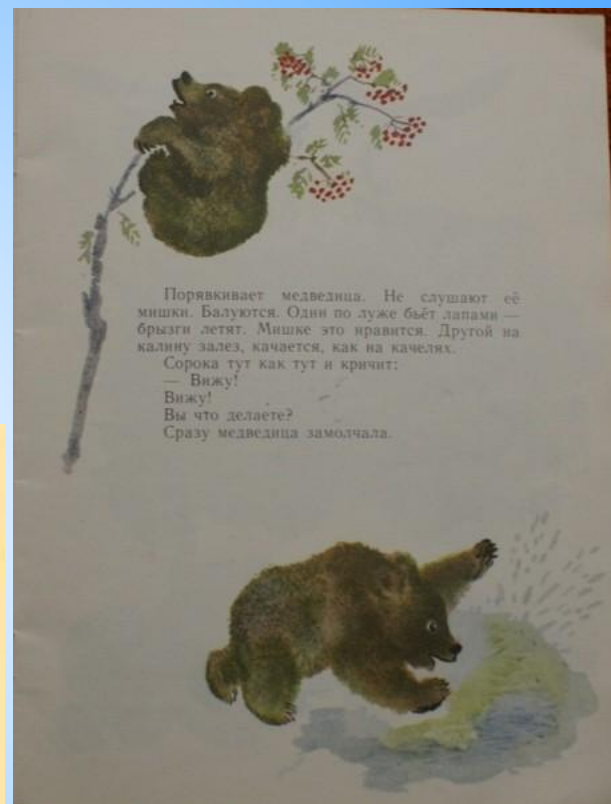 Порявкивает медведица. Не слушают её
мишки. Балуются. Один по луже бьёт лапами —
брызги летят. Мишке это нравится. Другой на
калину залез, качается, как на качелях.
Сорока тут как тут и кричит:
— Вижу!
Вижу!
Вы что делаете?
Сразу медведица замолчала.